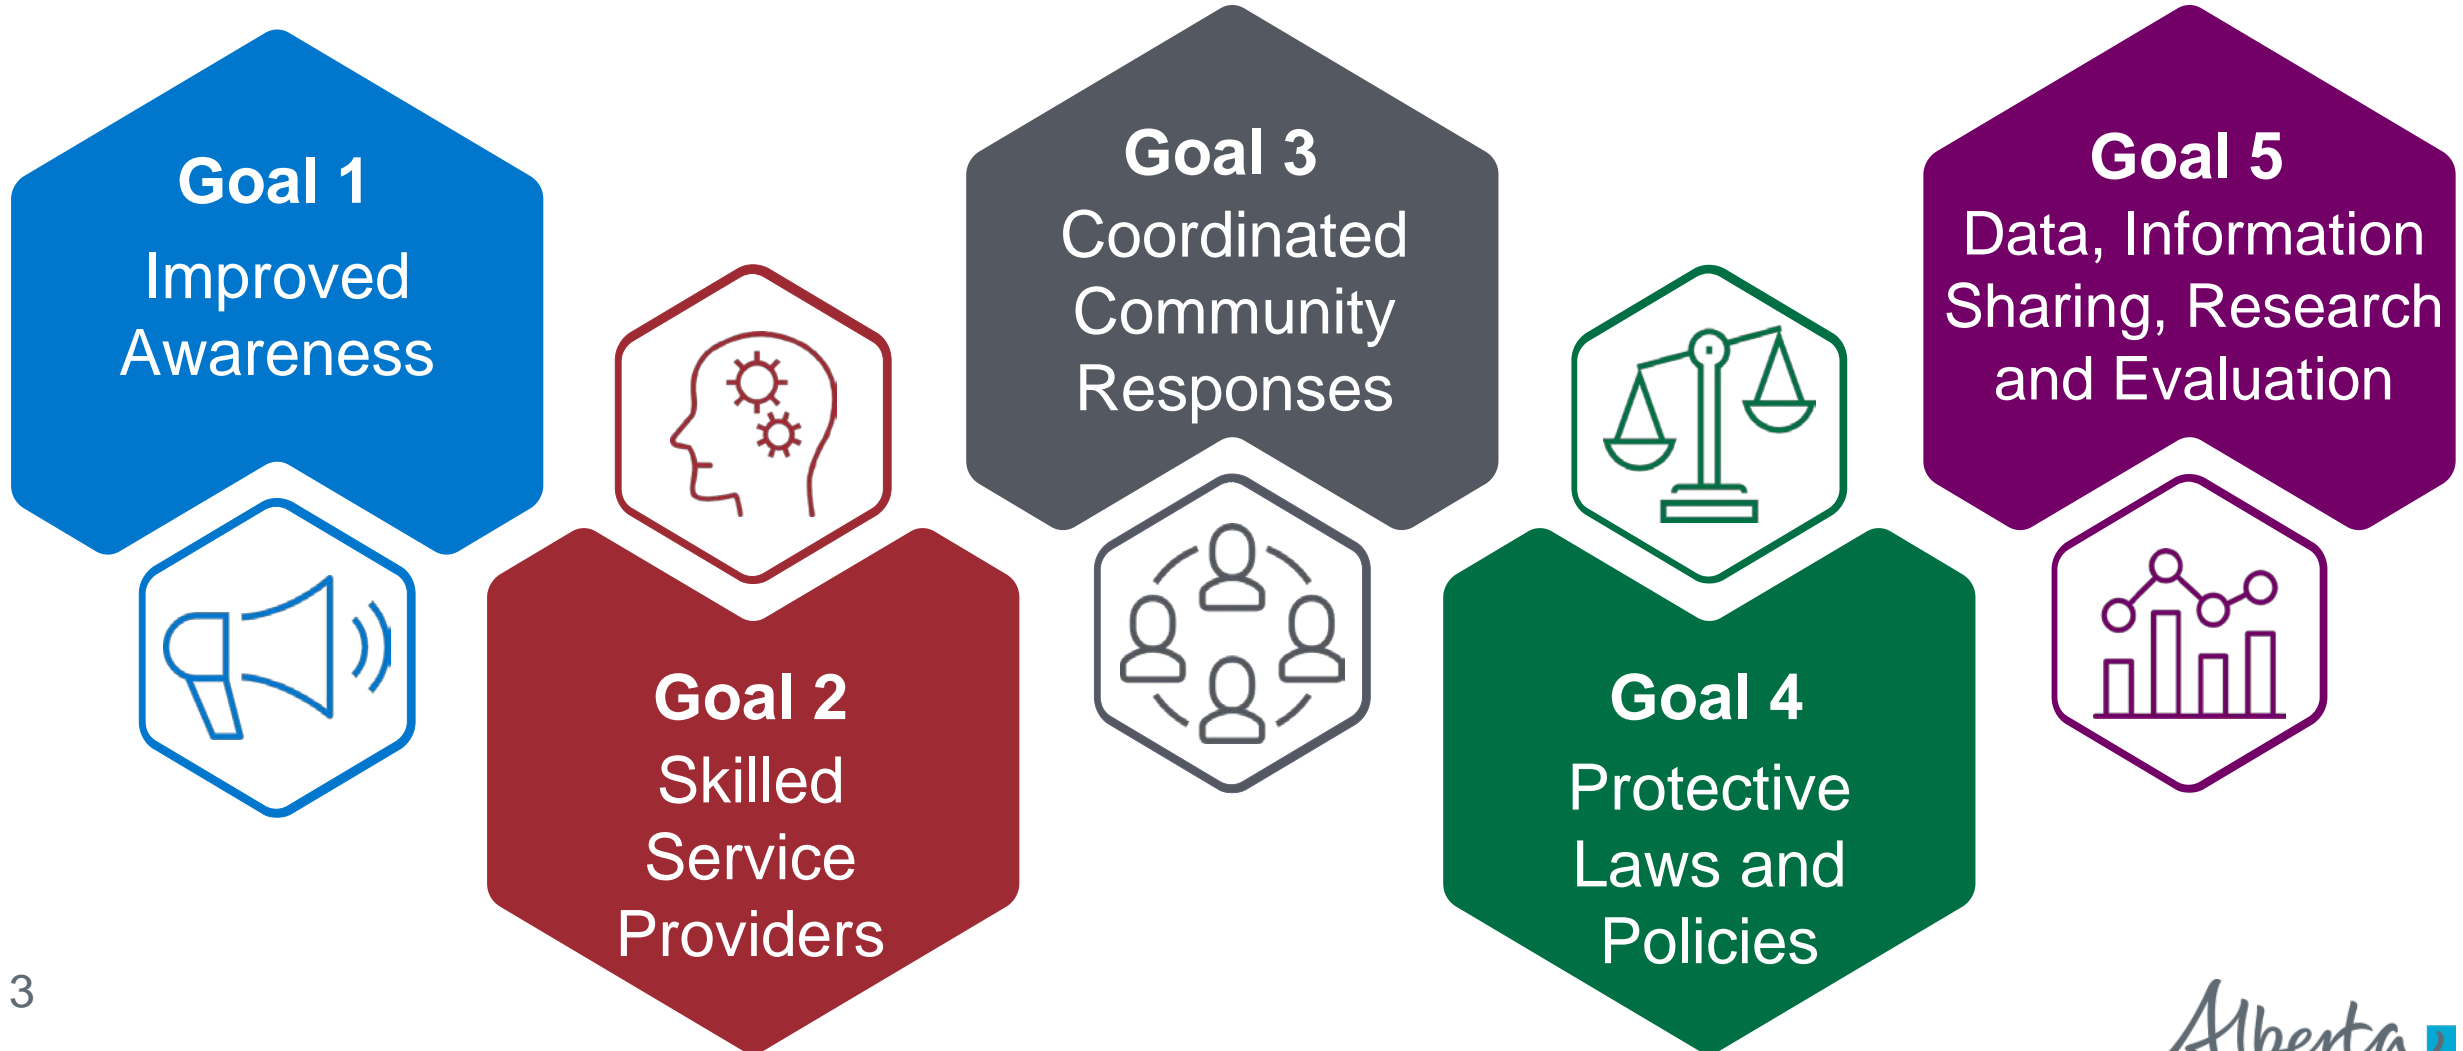 Goal 1
Improved
Awareness
Goal 2
Skilled
Service
Providers
Goal 3
Coordinated
Community
Responses
Goal 4
Protective
Laws and
Policies
Goal 5
Data, Information
Sharing, Research
and Evaluation
3
Alberta